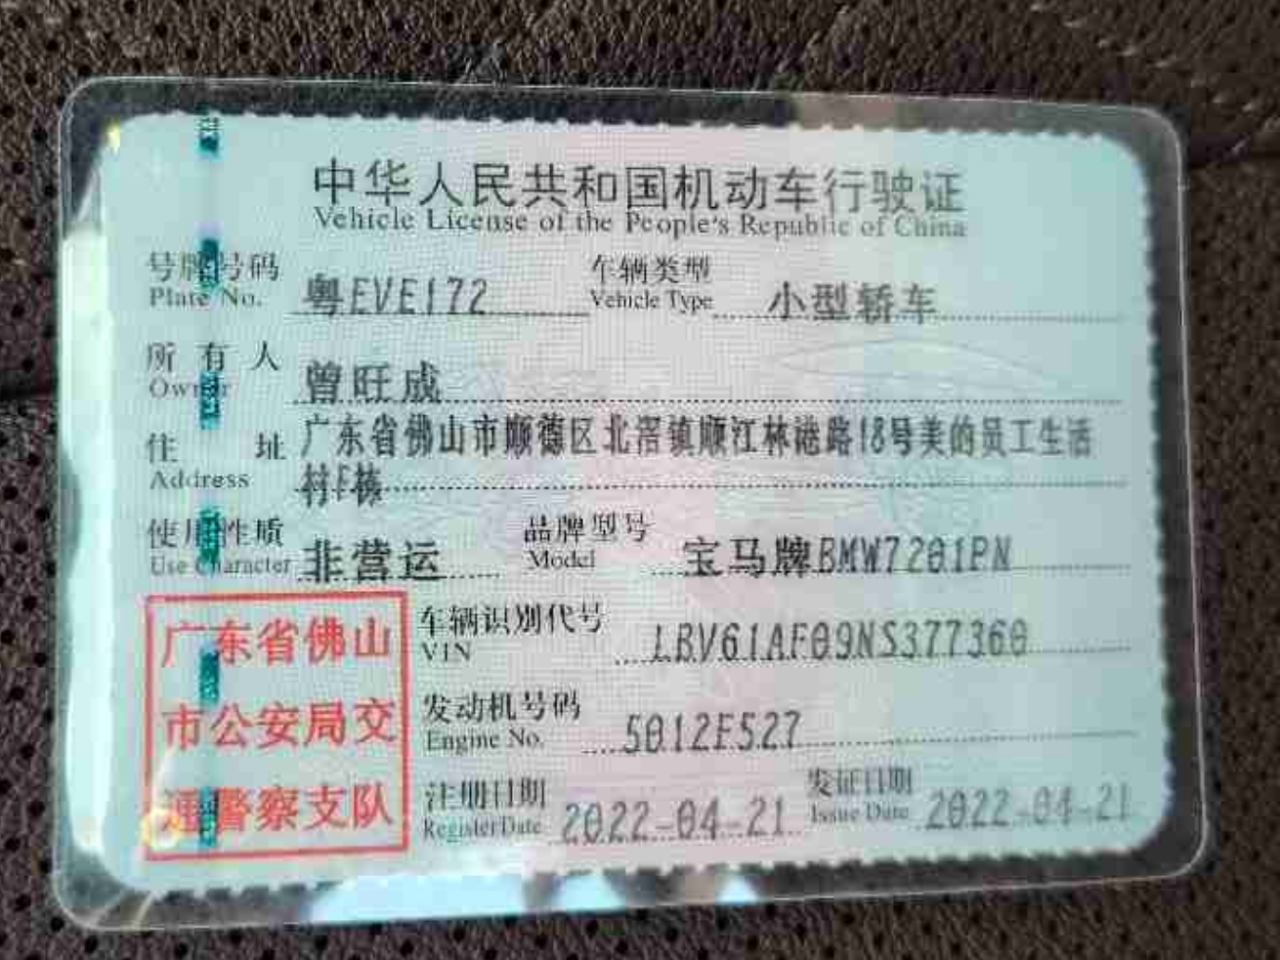 中华人民共和国机动车行驶证
Vehicle License of the People's Republic of China
号牌号码 粤EVE172 车辆类型 小型轿车
Plate No. Vehicle Type
所有人 曾旺成
Owner
广东省佛山市顺德区北滘镇顺江林港路18号美的员工生活
住址
Address 村F栋
使用性质 非营运 品牌型号 宝马牌BMW7201PN
Use Character Model
车辆识别代号 LBV61AF09NS377360
VIN
发动机号码 5012F527
Engine No.
注册日期 2022-04-21 发证日期 2022-04-21
Register Date Issue Date
广东省佛山
市公安局交
通警察支队